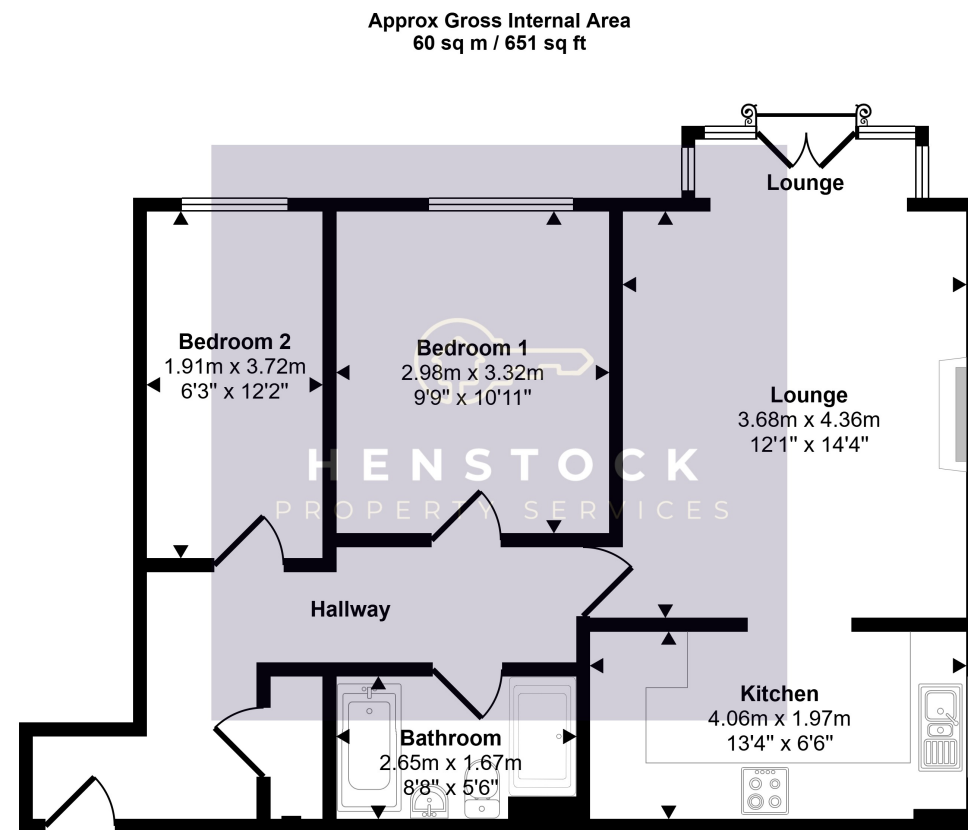 Approx Gross Internal Area
60 sq m / 651 sq ft
Lounge
Bedroom 2
1.91m x 3.72m
6'3" x 12'2"
Bedroom 1
2.98m x 3.32m
9'9" x 10'11"
Lounge
3.68m x 4.36m
12'1" x 14'4"
HENSTOCK
PROPERTY SERVICES
Hallway
Kitchen
4.06m x 1.97m
13'4" x 6'6"
Bathroom
2.65m x 1.67m
8'8" x 5'6"